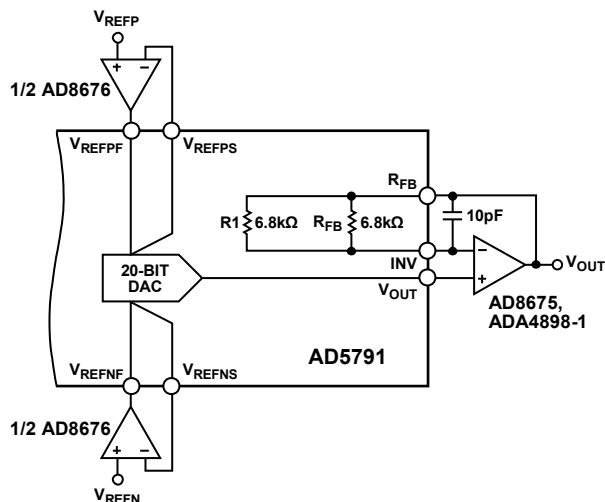 VREFP
1/2 AD8676
+ −
VREFPF
VREFPS
RFB
R1 6.8kΩ
RFB 6.8kΩ
10pF
INV
VOUT
20-BIT
DAC
−
+
VOUT
AD8675,
ADA4898-1
AD5791
VREFNF
VREFNS
1/2 AD8676
+ −
VREFN